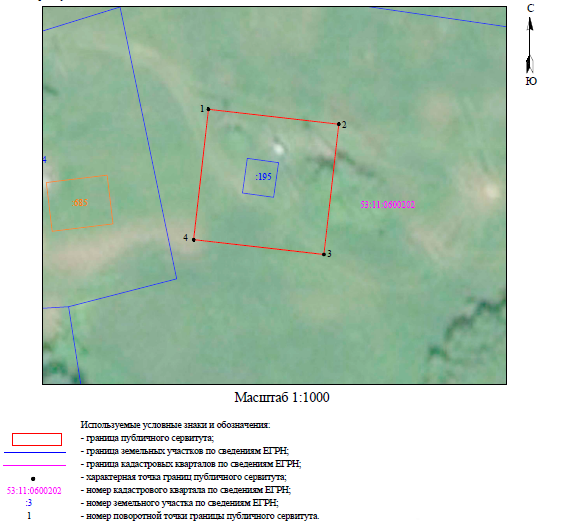 С
Ю
1
2
4
:195
:685
53:11:0600202
4
3
Масштаб 1:1000
Используемые условные знаки и обозначения:
- граница публичного сервитута;
- граница земельных участков по сведениям ЕГРН;
- граница кадастровых кварталов по сведениям ЕГРН;
- характерная точка границ публичного сервитута;
53:11:0600202 - номер кадастрового квартала по сведениям ЕГРН;
:3 - номер земельного участка по сведениям ЕГРН;
1 - номер поворотной точки границы публичного сервитута.